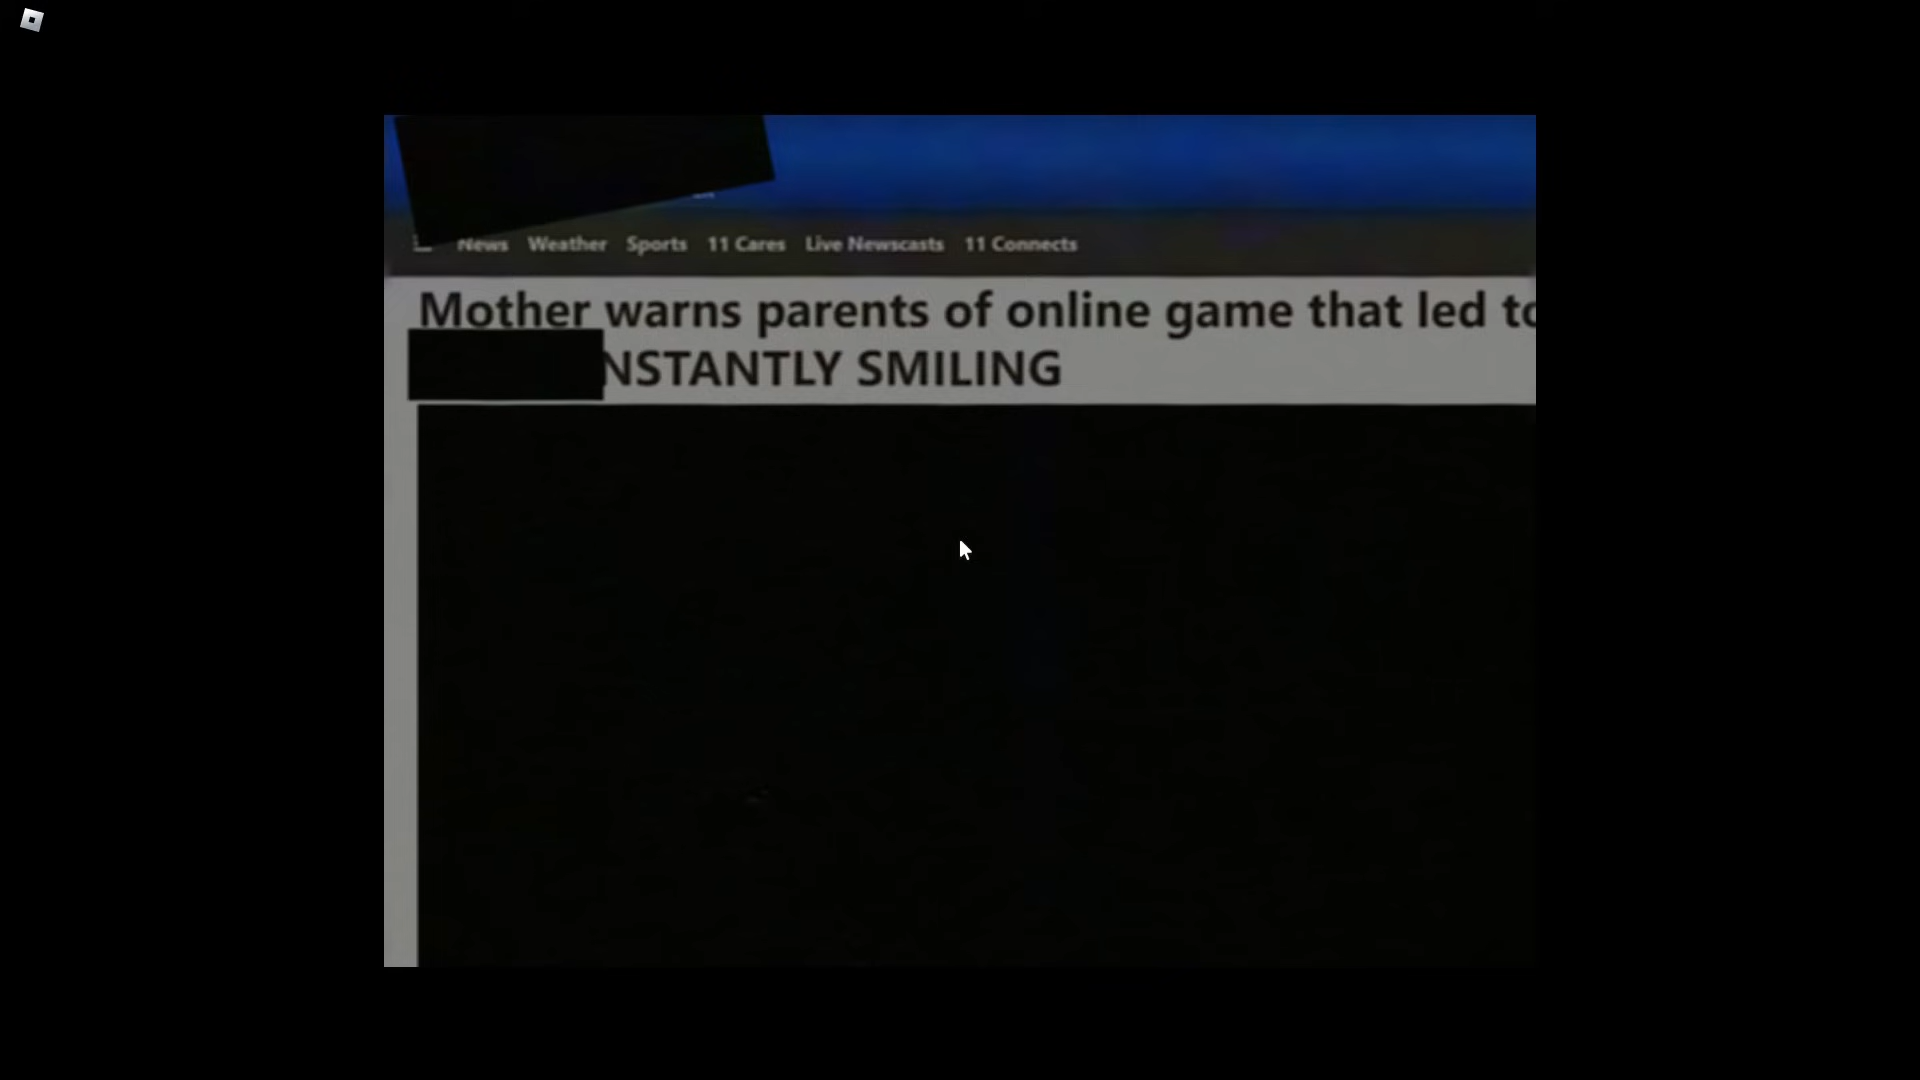 News Weather Sports 11 Cares Live Newscasts 11 Connects
Mother warns parents of online game that led to
NSTANTLY SMILING